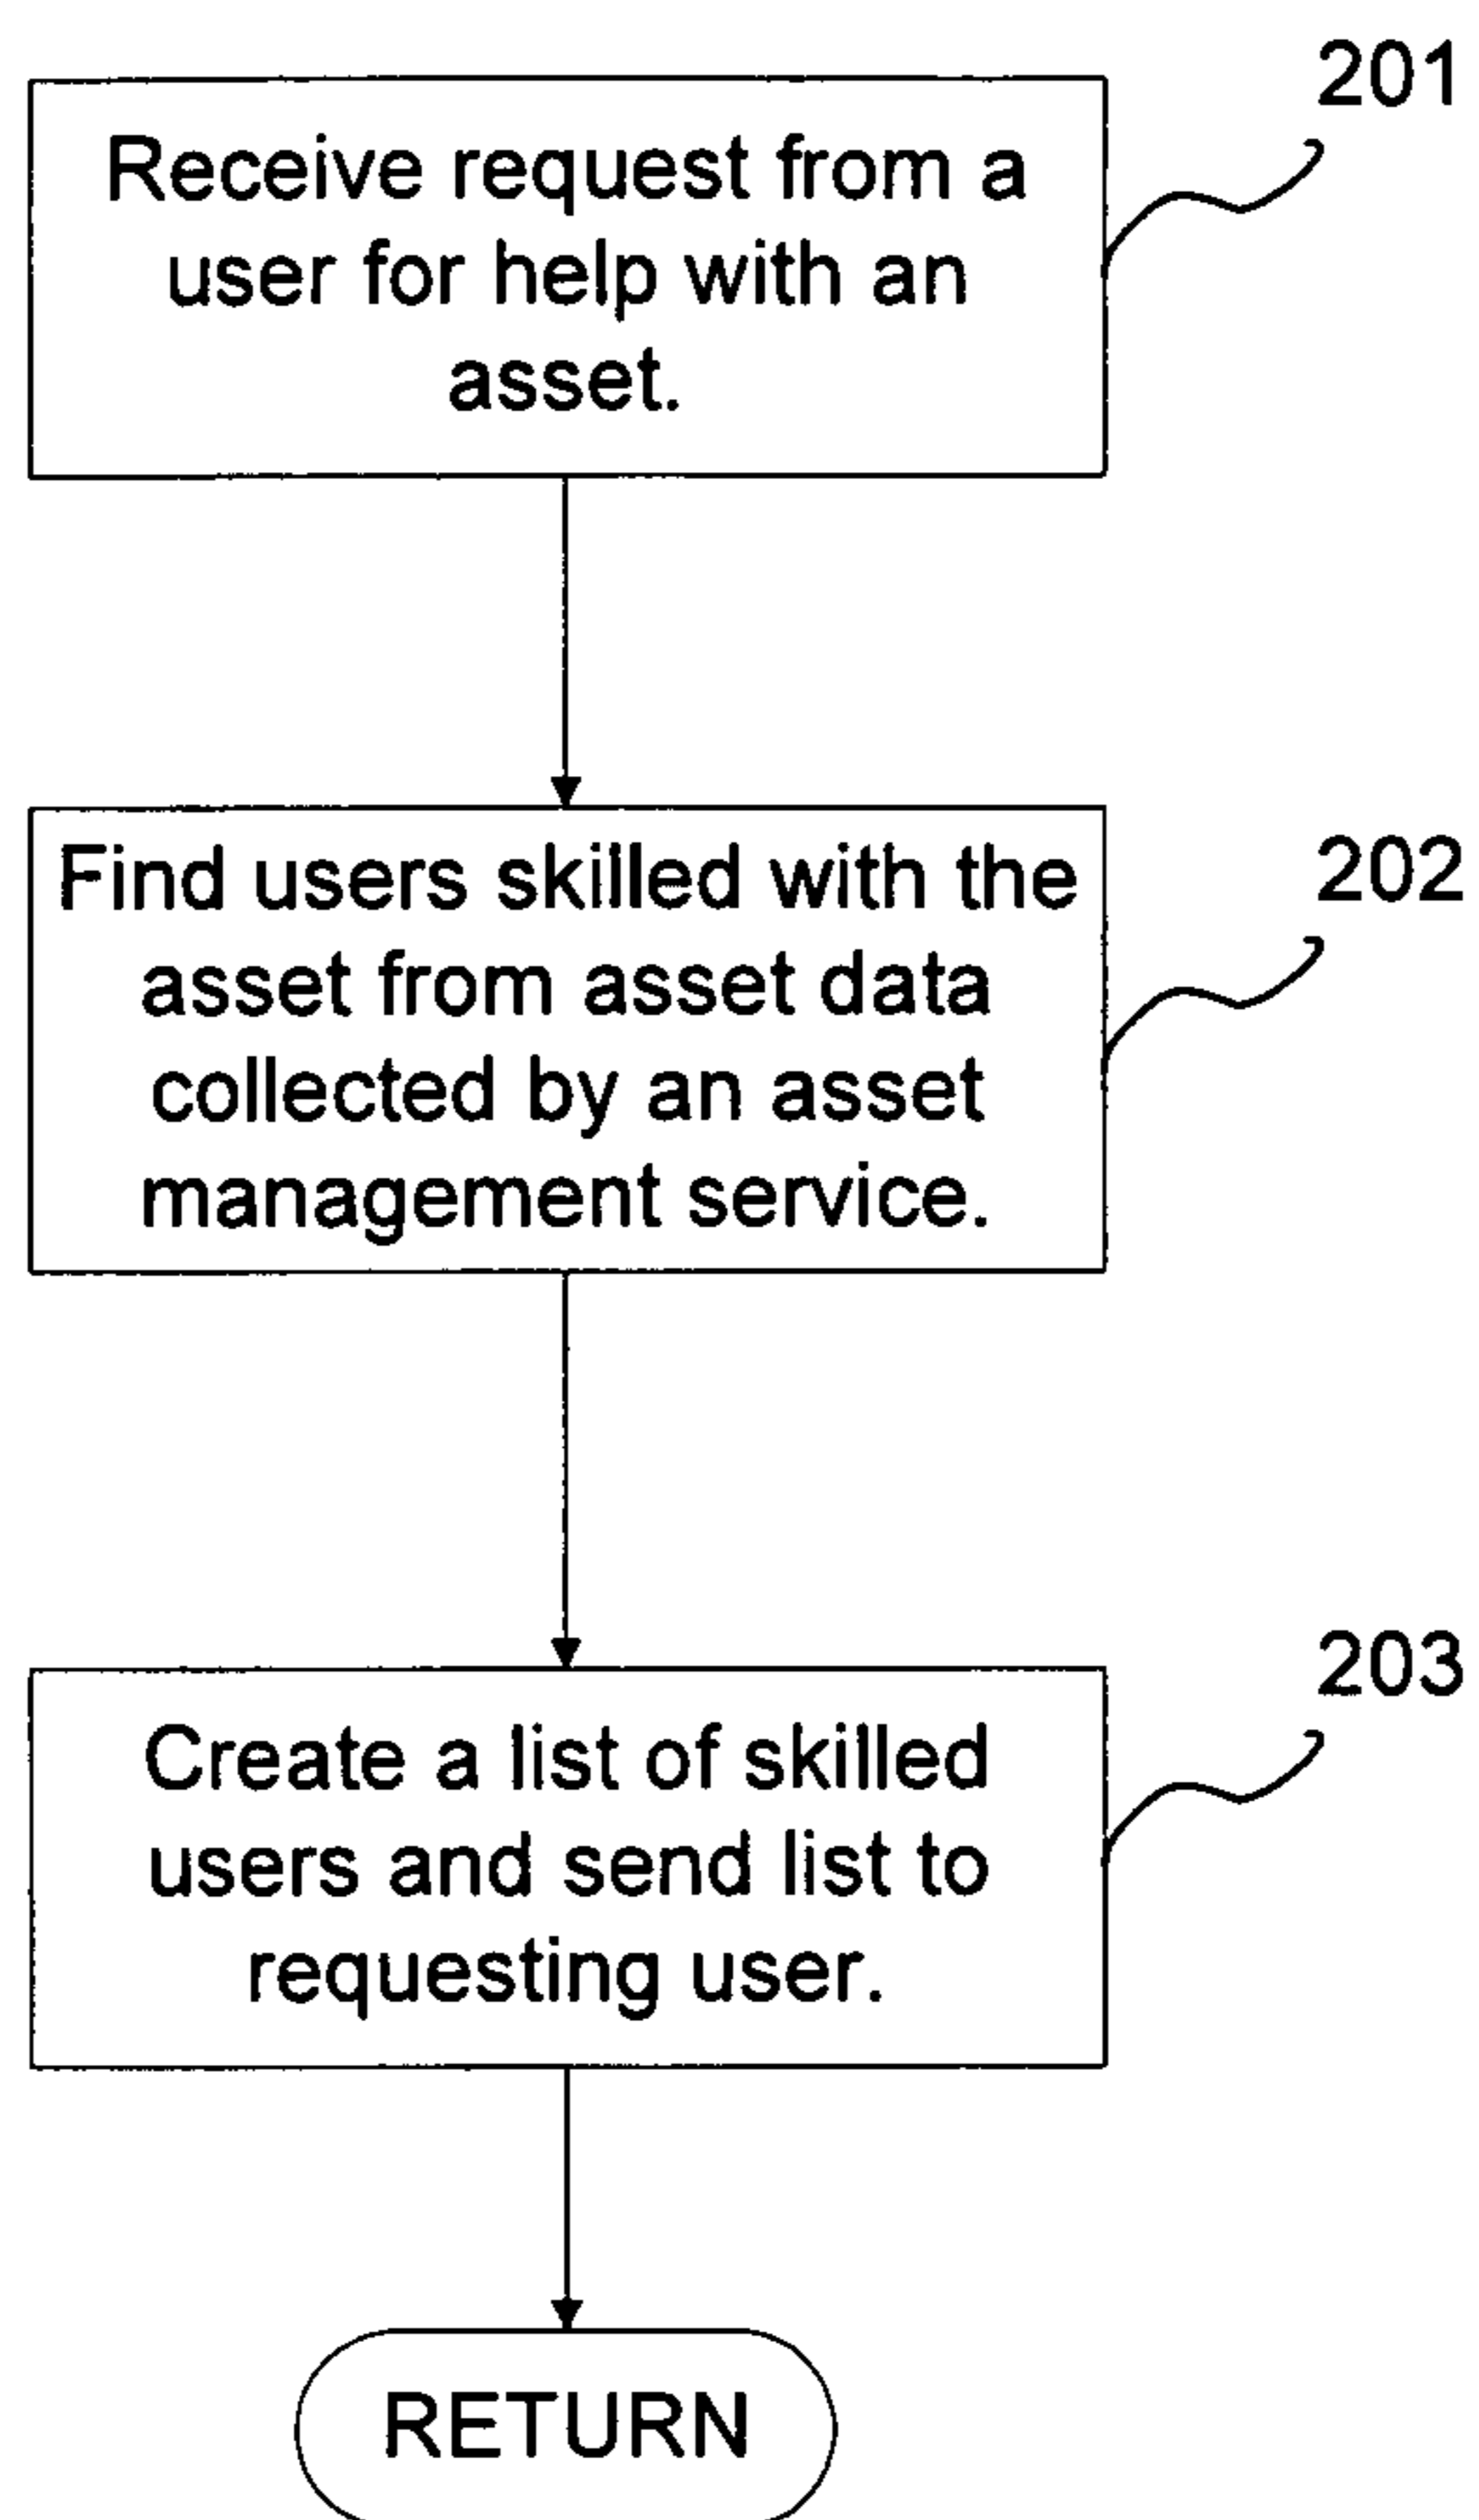 201
Receive request from a
user for help with an
asset.
202
Find users skilled with the
asset from asset data
collected by an asset
management service.
203
Create a list of skilled
users and send list to
requesting user.
RETURN